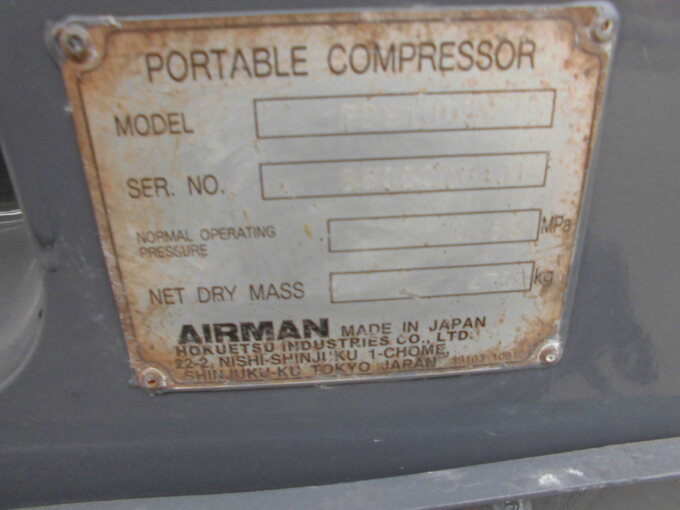 PORTABLE COMPRESSOR
MODEL
SER. NO.
NORMAL OPERATING
PRESSURE
MPa
NET DRY MASS
kg
AIRMAN MADE IN JAPAN
HOKUETSU INDUSTRIES CO., LTD.
22-2, NISHI-SHINJUKU 1-CHOME,
SHINJUKU-KU TOKYO JAPAN